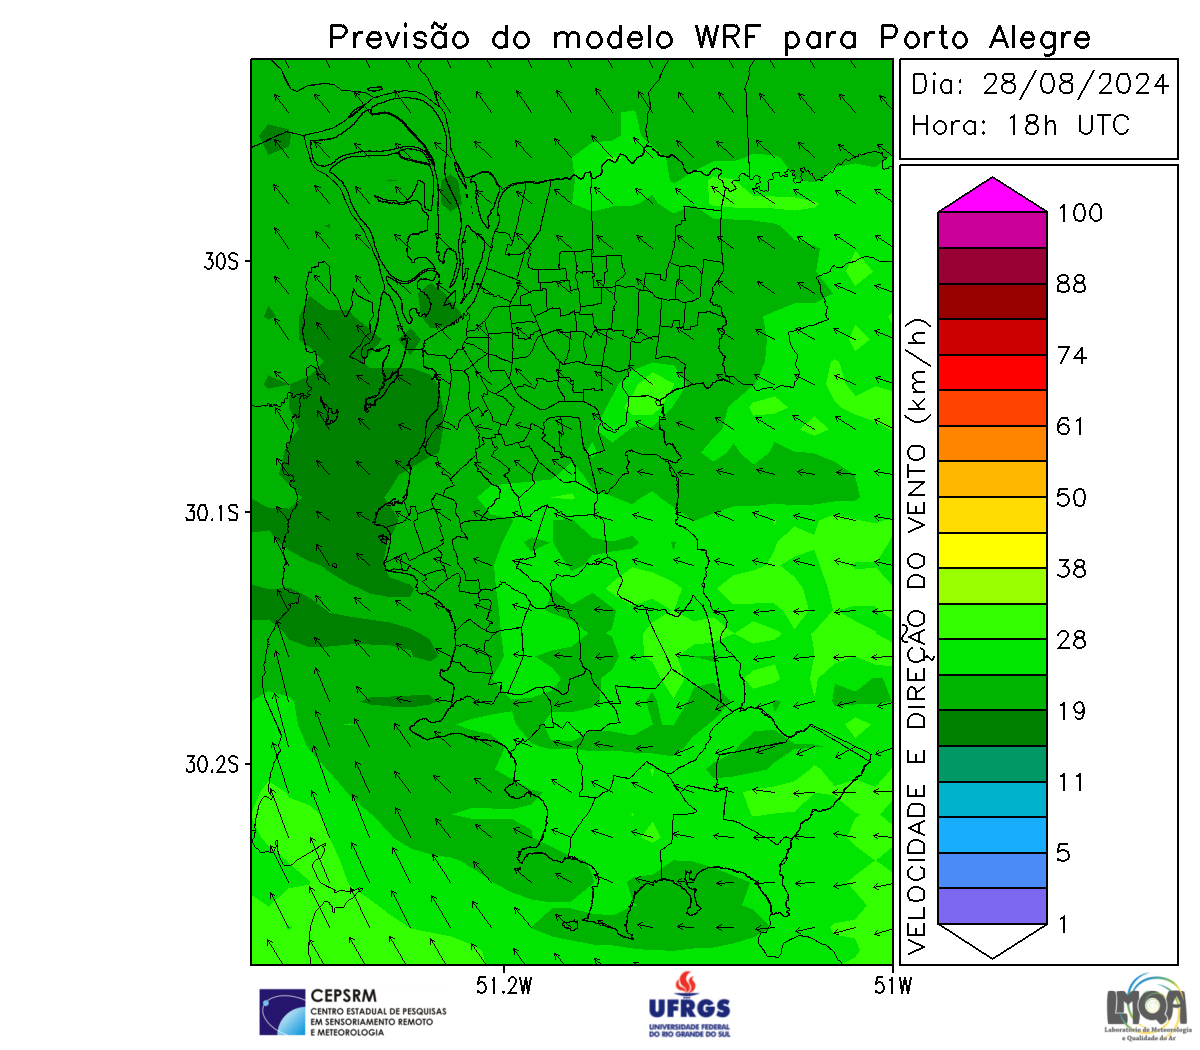 Previsão do modelo WRF para Porto Alegre
Dia: 28/08/2024
Hora: 18h UTC
30S
30.1S
30.2S
51.2W
51W
VELOCIDADE E DIREÇÃO DO VENTO (km/h)
100
88
74
61
50
38
28
19
11
5
1
CEPSRM
CENTRO ESTADUAL DE PESQUISAS
EM SENSORIAMENTO REMOTO
E METEOROLOGIA
UFRGS
UNIVERSIDADE FEDERAL
DO RIO GRANDE DO SUL
LMQA
Laboratório de Meteorologia
e Qualidade do Ar